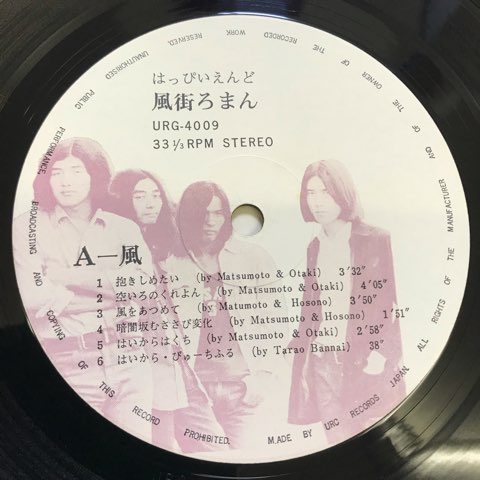 はっぴいえんど
風街ろまん
URG-4009
33 1/3 RPM STEREO
A—風
1 抱きしめたい (by Matsumoto & Otaki) 3'32"
2 空いろのくれよん (by Matsumoto & Otaki) 4'05"
3 風をあつめて (by Matumoto & Hosono) 3'50"
4 暗闇坂むささび変化 (by Matsumoto & Hosono) 1'51"
5 はいからはくち (by Matsumoto & Otaki) 2'58"
6 はいから・びゅーちふる (by Tarao Bannai) 38"
MADE BY URC RECORDS JAPAN. ALL RIGHTS OF THE MANUFACTURER AND OF THE OWNER OF THE RECORDED WORK RESERVED. UNAUTHORISED PUBLIC PERFORMANCE, BROADCASTING AND COPYING OF THIS RECORD PROHIBITED.